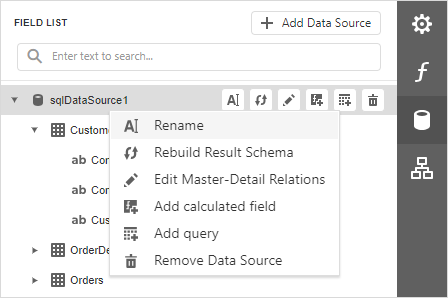 FIELD LIST
+ Add Data Source
Enter text to search...
sqlDataSource1
Custome
Rename
Rebuild Result Schema
ab Con
Edit Master-Detail Relations
ab Con
Add calculated field
ab Cus
Add query
OrderDe
Remove Data Source
Orders